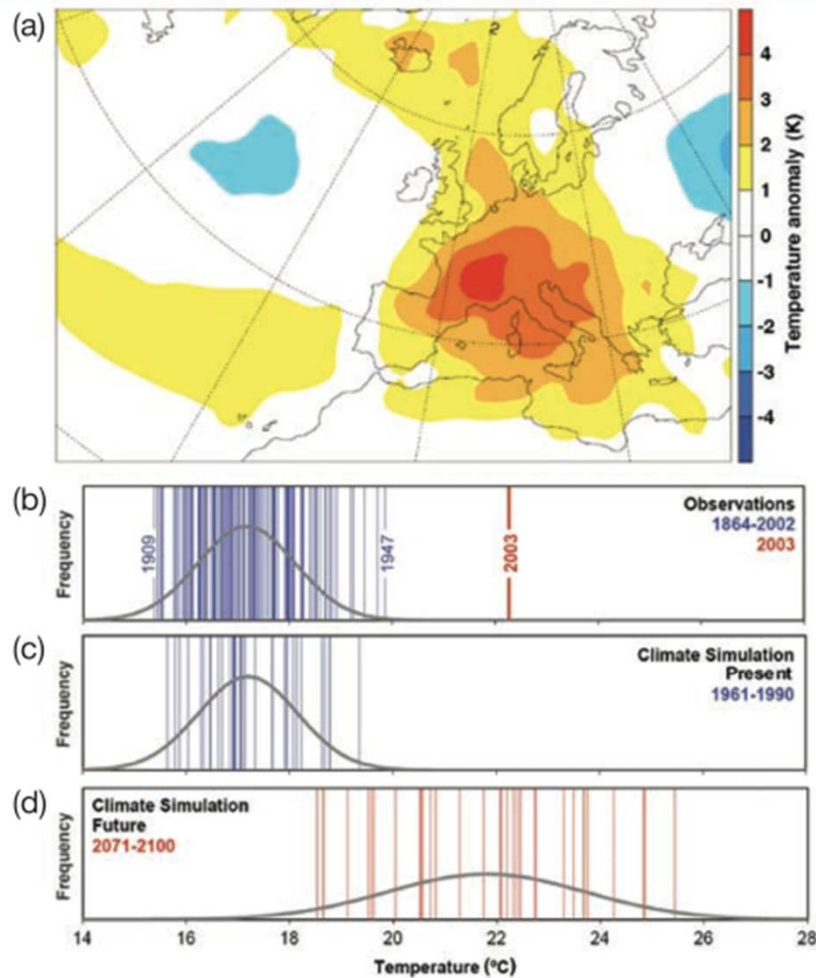 (a)
2
4
3
2
1
0
-1
-2
-3
-4
Temperature anomaly (K)
(b)
Frequency
1909
1947
2003
Observations
1864-2002
2003
(c)
Frequency
Climate Simulation
Present
1961-1990
(d)
Frequency
Climate Simulation
Future
2071-2100
14 16 18 20 22 24 26 28
Temperature (ºC)